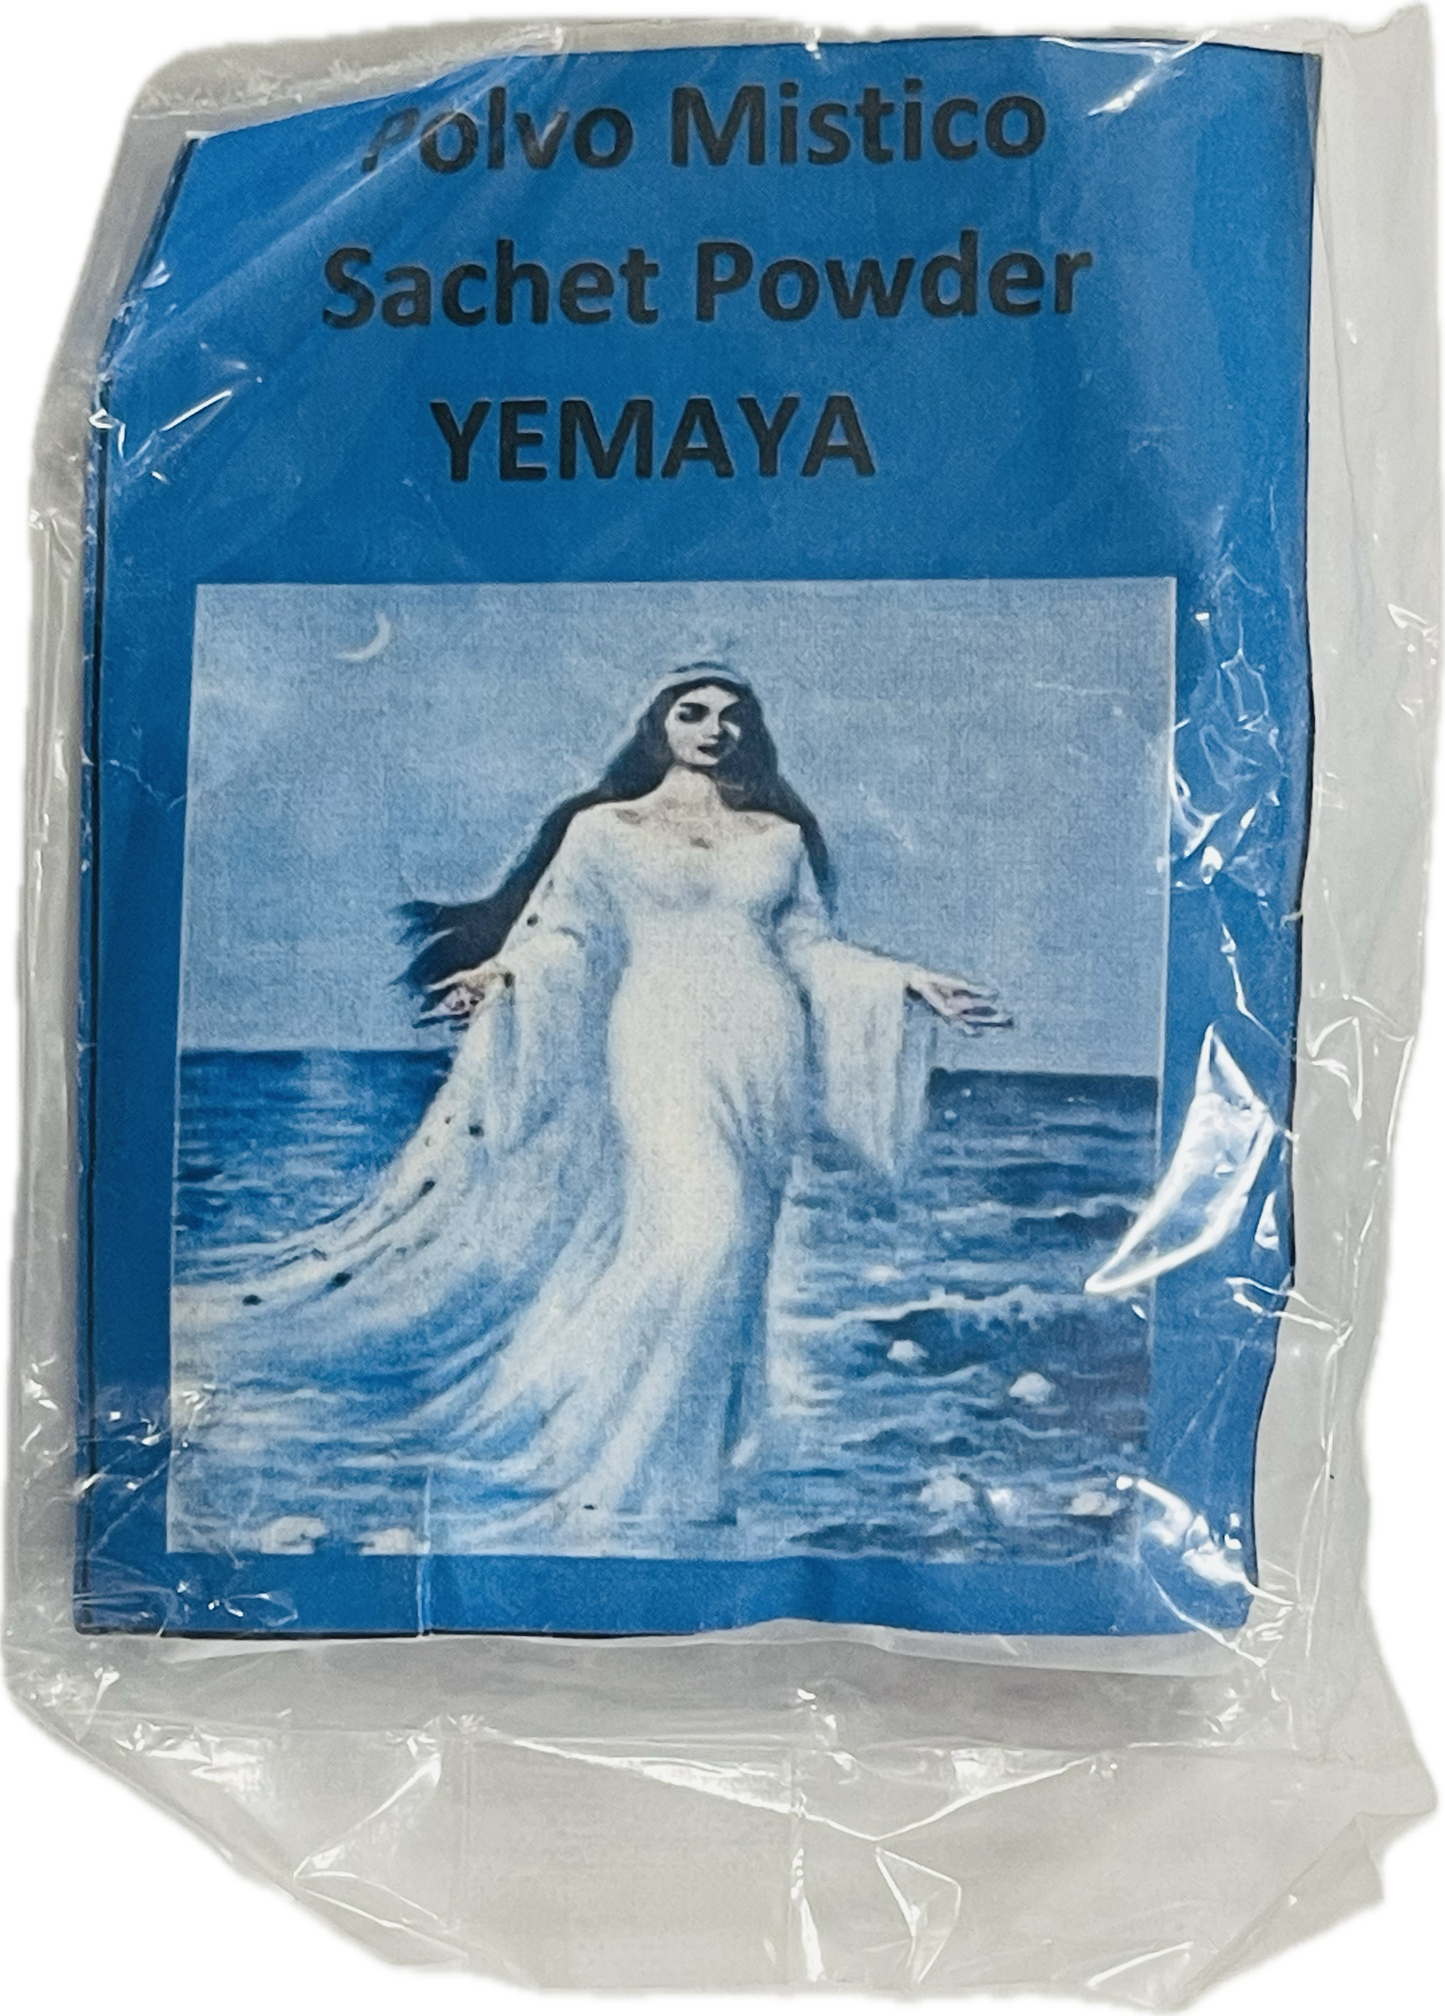 Polvo Mistico
Sachet Powder
YEMAYA